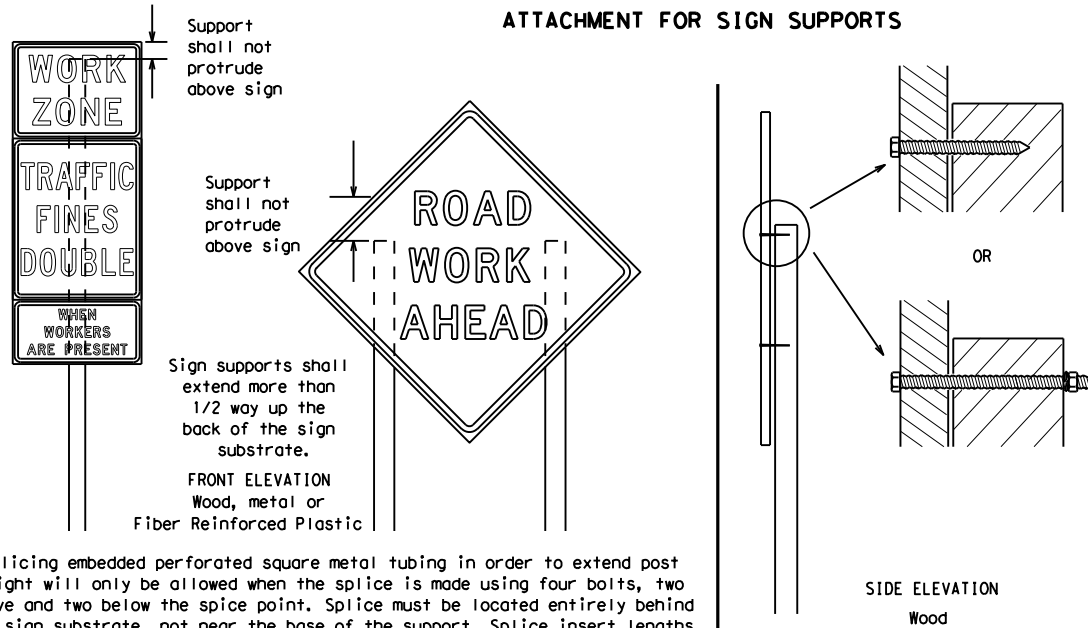 ATTACHMENT FOR SIGN SUPPORTS
Support
shall not
protrude
above sign
WORK
ZONE
TRAFFIC
FINES
DOUBLE
WHEN
WORKERS
ARE PRESENT
Support
shall not
protrude
above sign
ROAD
WORK
AHEAD
Sign supports shall
extend more than
1/2 way up the
back of the sign
substrate.
FRONT ELEVATION
Wood, metal or
Fiber Reinforced Plastic
OR
SIDE ELEVATION
Wood
licing embedded perforated square metal tubing in order to extend post
ight will only be allowed when the splice is made using four bolts, two
ve and two below the spice point. Splice must be located entirely behind
sign substrate, not near the base of the support. Splice insert lengths